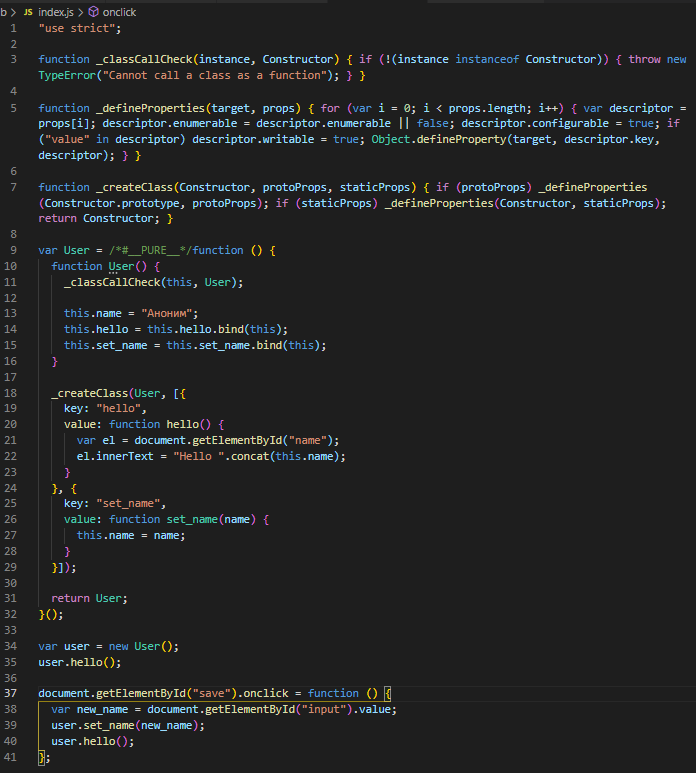 b > JS index.js > onclick
1 "use strict";
2
3 function _classCallCheck(instance, Constructor) { if (!(instance instanceof Constructor)) { throw new
TypeError("Cannot call a class as a function"); } }
4
5 function _defineProperties(target, props) { for (var i = 0; i < props.length; i++) { var descriptor =
props[i]; descriptor.enumerable = descriptor.enumerable || false; descriptor.configurable = true; if
("value" in descriptor) descriptor.writable = true; Object.defineProperty(target, descriptor.key,
descriptor); } }
6
7 function _createClass(Constructor, protoProps, staticProps) { if (protoProps) _defineProperties
(Constructor.prototype, protoProps); if (staticProps) _defineProperties(Constructor, staticProps);
return Constructor; }
8
9 var User = /*#__PURE__*/function () {
10 function User() {
11 _classCallCheck(this, User);
12
13 this.name = "Аноним";
14 this.hello = this.hello.bind(this);
15 this.set_name = this.set_name.bind(this);
16 }
17
18 _createClass(User, [{
19 key: "hello",
20 value: function hello() {
21 var el = document.getElementById("name");
22 el.innerText = "Hello ".concat(this.name);
23 }
24 }, {
25 key: "set_name",
26 value: function set_name(name) {
27 this.name = name;
28 }
29 }]);
30
31 return User;
32 }();
33
34 var user = new User();
35 user.hello();
36
37 document.getElementById("save").onclick = function () {
38 var new_name = document.getElementById("input").value;
39 user.set_name(new_name);
40 user.hello();
41 };